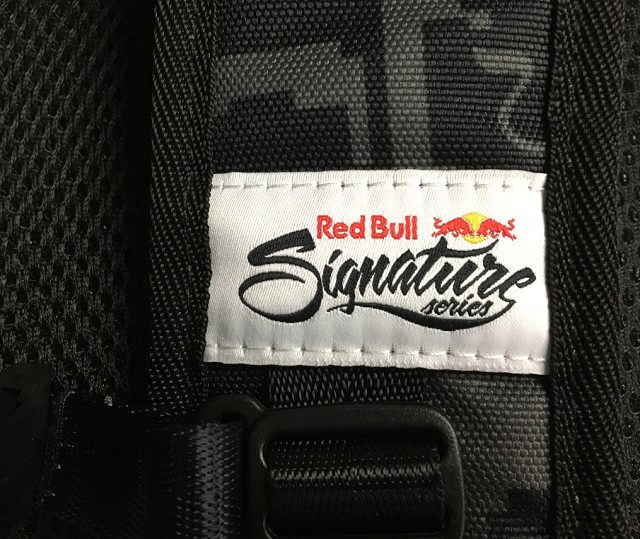 Red Bull
Signature
series